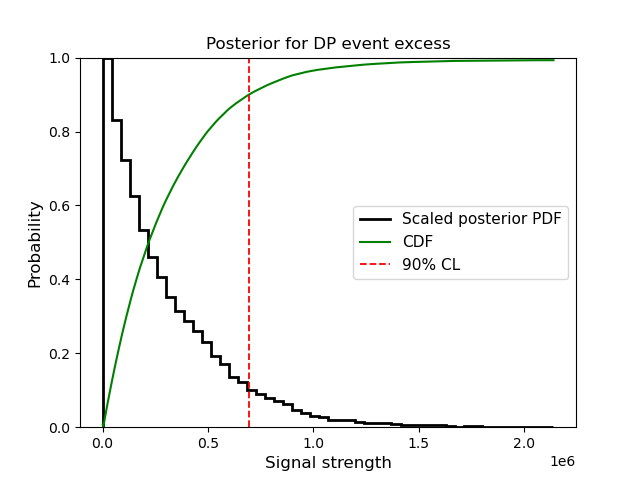 Posterior for DP event excess
Probability
1.0
0.8
0.6
0.4
0.2
0.0
Scaled posterior PDF
CDF
90% CL
0.0 0.5 1.0 1.5 2.0
1e6
Signal strength